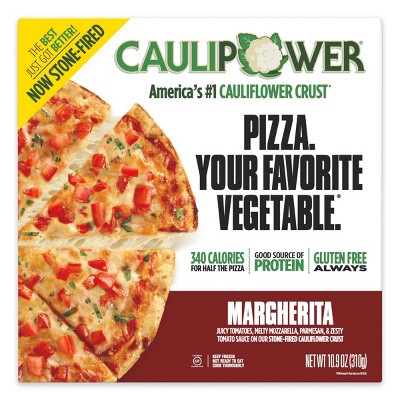 THE BEST
JUST GOT BETTER!
NOW STONE-FIRED
CAULIPOWER
America's #1 CAULIFLOWER CRUST*
PIZZA.
YOUR FAVORITE
VEGETABLE.®
340 CALORIES
FOR HALF THE PIZZA
GOOD SOURCE OF
PROTEIN
GLUTEN FREE
ALWAYS
MARGHERITA
JUICY TOMATOES, MELTY MOZZARELLA, PARMESAN, & ZESTY
TOMATO SAUCE ON OUR STONE-FIRED CAULIFLOWER CRUST
KEEP FROZEN
NOT READY TO EAT
COOK THOROUGHLY
NET WT 10.9 OZ (310g)